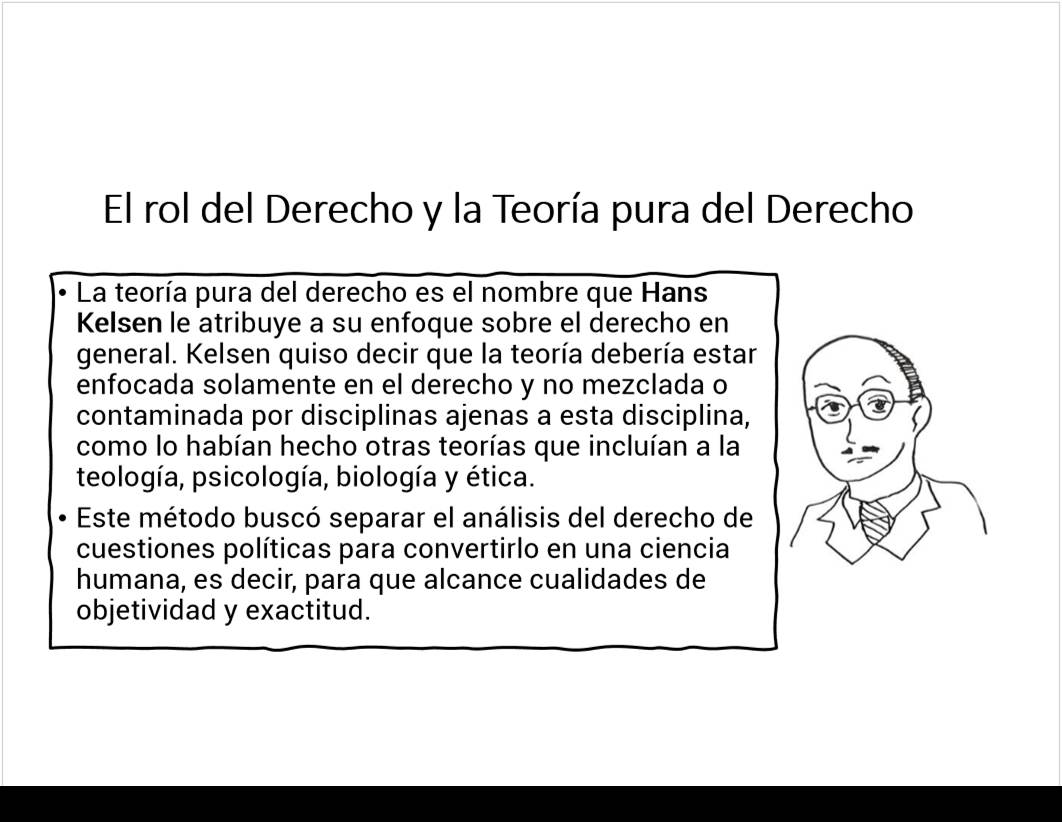 El rol del Derecho y la Teoría pura del Derecho
• La teoría pura del derecho es el nombre que Hans
Kelsen le atribuye a su enfoque sobre el derecho en
general. Kelsen quiso decir que la teoría debería estar
enfocada solamente en el derecho y no mezclada o
contaminada por disciplinas ajenas a esta disciplina,
como lo habían hecho otras teorías que incluían a la
teología, psicología, biología y ética.
• Este método buscó separar el análisis del derecho de
cuestiones políticas para convertirlo en una ciencia
humana, es decir, para que alcance cualidades de
objetividad y exactitud.